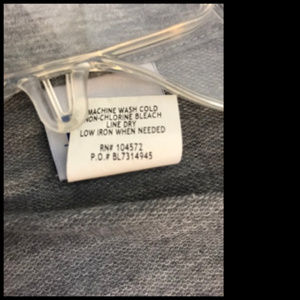 MACHINE WASH COLD
NON-CHLORINE BLEACH
LINE DRY
LOW IRON WHEN NEEDED
RN# 104572
P.O.# BL7314945